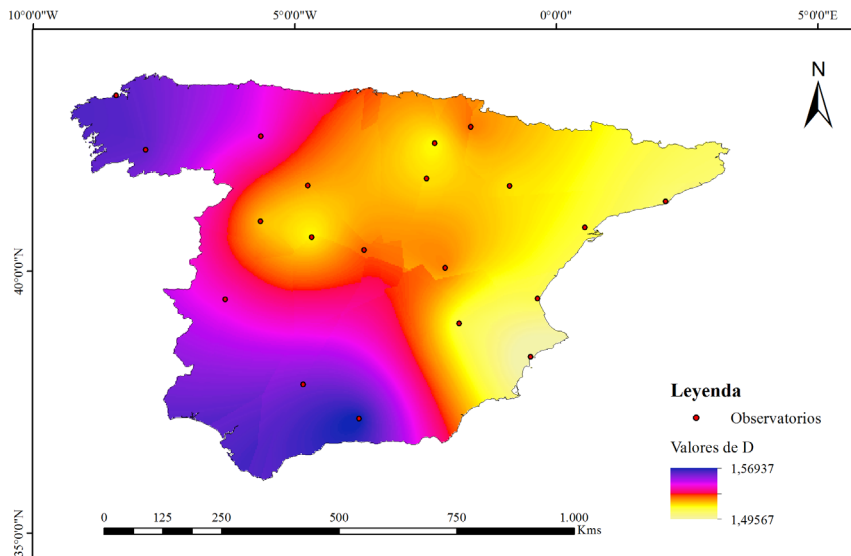 10°0'0"W 5°0'0"W 0°0'0" 5°0'0"E
N
40°0'0"N
Leyenda
Observatorios
Valores de D
1,56937
1,49567
0 125 250 500 750 1.000
Kms
35°0'0"N